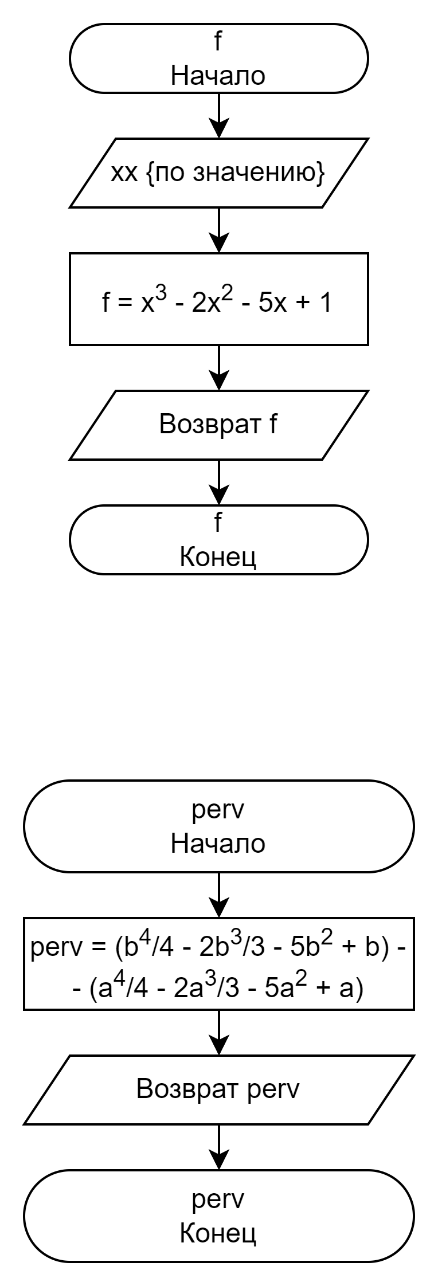 f
Начало
xx {по значению}
f = x³ - 2x² - 5x + 1
Возврат f
f
Конец
perv
Начало
perv = (b⁴/4 - 2b³/3 - 5b² + b) -
- (a⁴/4 - 2a³/3 - 5a² + a)
Возврат perv
perv
Конец